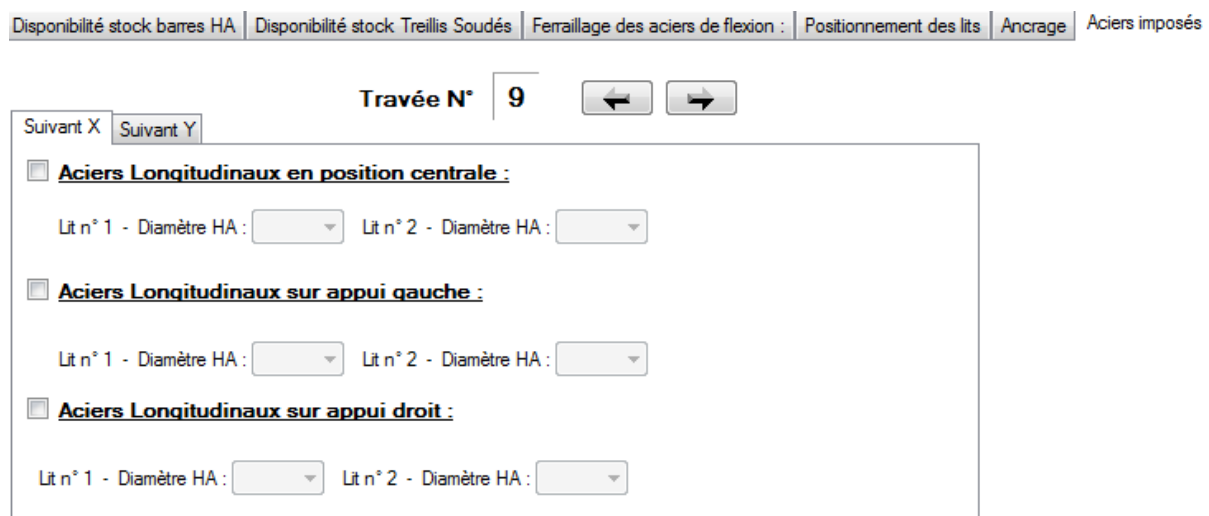 Disponibilité stock barres HA Disponibilité stock Treillis Soudés Ferraillage des aciers de flexion : Positionnement des lits Ancrage Aciers imposés
Travée N° 9
Suivant X Suivant Y
Aciers Longitudinaux en position centrale :
Lit n° 1 - Diamètre HA : Lit n° 2 - Diamètre HA :
Aciers Longitudinaux sur appui gauche :
Lit n° 1 - Diamètre HA : Lit n° 2 - Diamètre HA :
Aciers Longitudinaux sur appui droit :
Lit n° 1 - Diamètre HA : Lit n° 2 - Diamètre HA :